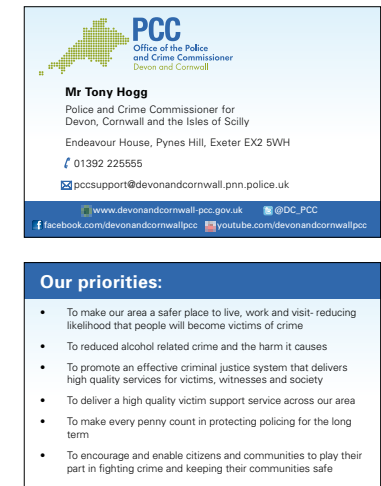 PCC
Office of the Police
and Crime Commissioner
Devon and Cornwall
Mr Tony Hogg
Police and Crime Commissioner for
Devon, Cornwall and the Isles of Scilly
Endeavour House, Pynes Hill, Exeter EX2 5WH
01392 225555
pccsupport@devonandcornwall.pnn.police.uk
www.devonandcornwall-pcc.gov.uk @DC_PCC
facebook.com/devonandcornwallpcc youtube.com/devonandcornwallpcc
Our priorities:
• To make our area a safer place to live, work and visit- reducing
likelihood that people will become victims of crime
• To reduced alcohol related crime and the harm it causes
• To promote an effective criminal justice system that delivers
high quality services for victims, witnesses and society
• To deliver a high quality victim support service across our area
• To make every penny count in protecting policing for the long
term
• To encourage and enable citizens and communities to play their
part in fighting crime and keeping their communities safe